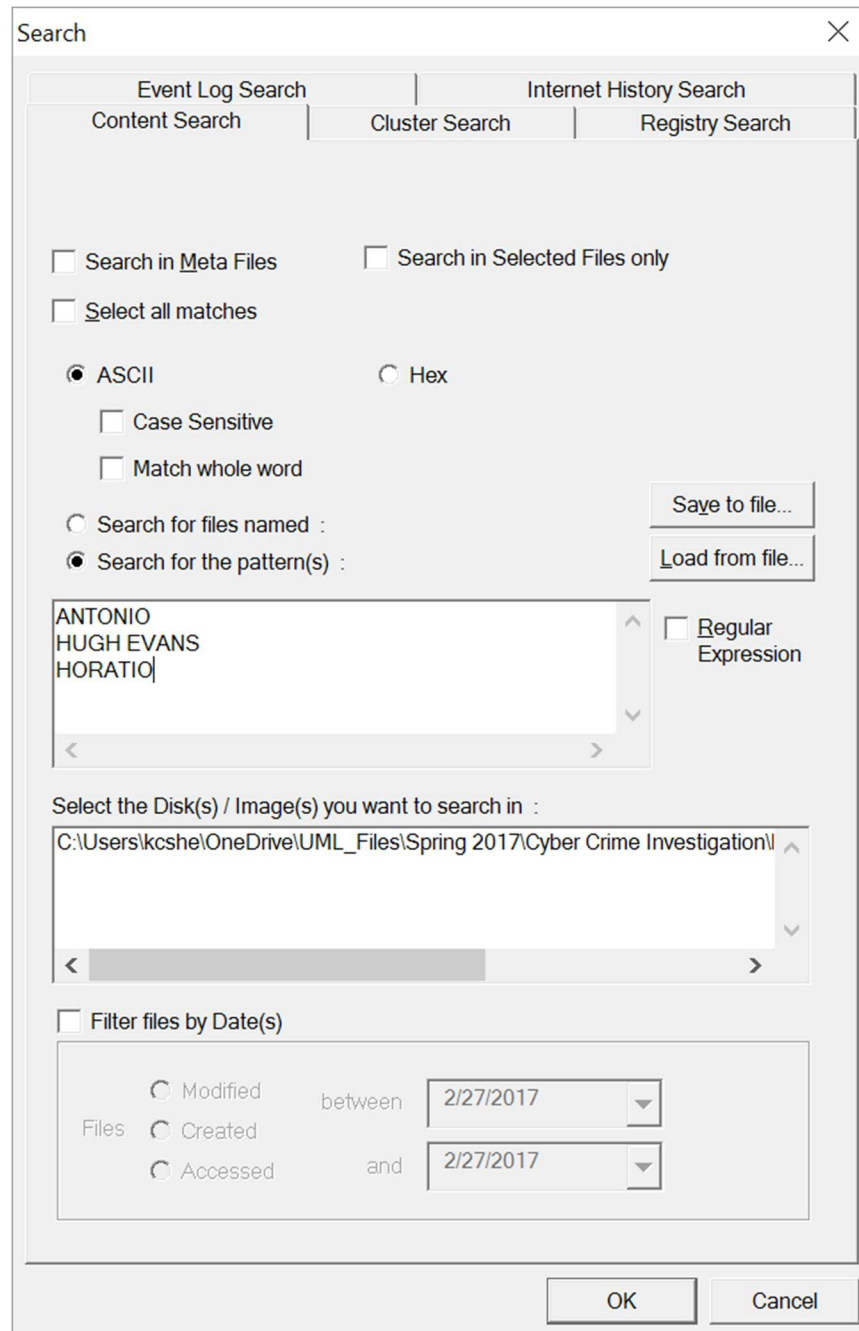 Search
Event Log Search Internet History Search
Content Search Cluster Search Registry Search
Search in Meta Files Search in Selected Files only
Select all matches
ASCII Hex
Case Sensitive
Match whole word
Save to file...
Search for files named :
Search for the pattern(s) :
Load from file...
ANTONIO
HUGH EVANS
HORATIO
Regular
Expression
Select the Disk(s) / Image(s) you want to search in :
C:\Users\kcshe\OneDrive\UML_Files\Spring 2017\Cyber Crime Investigation\
Filter files by Date(s)
Files
Modified
Created
Accessed
between 2/27/2017
and 2/27/2017
OK Cancel